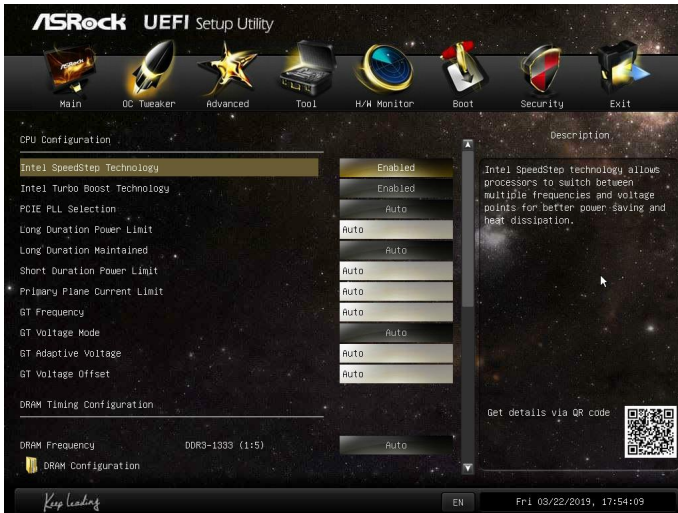 ASRock UEFI Setup Utility
ASRock
Main OC Tweaker Advanced Tool H/W Monitor Boot Security Exit
CPU Configuration
Description
Intel SpeedStep Technology Enabled
Intel Turbo Boost Technology Enabled
PCIE PLL Selection Auto
Long Duration Power Limit Auto
Long Duration Maintained Auto
Short Duration Power Limit Auto
Primary Plane Current Limit Auto
GT Frequency Auto
GT Voltage Mode Auto
GT Adaptive Voltage Auto
GT Voltage Offset Auto
Intel SpeedStep technology allows
processors to switch between
multiple frequencies and voltage
points for better power saving and
heat dissipation.
DRAM Timing Configuration
DRAM Frequency DDR3-1333 (1:5) Auto
DRAM Configuration
Get details via QR code
Keep Leading
EN
Fri 03/22/2019, 17:54:09